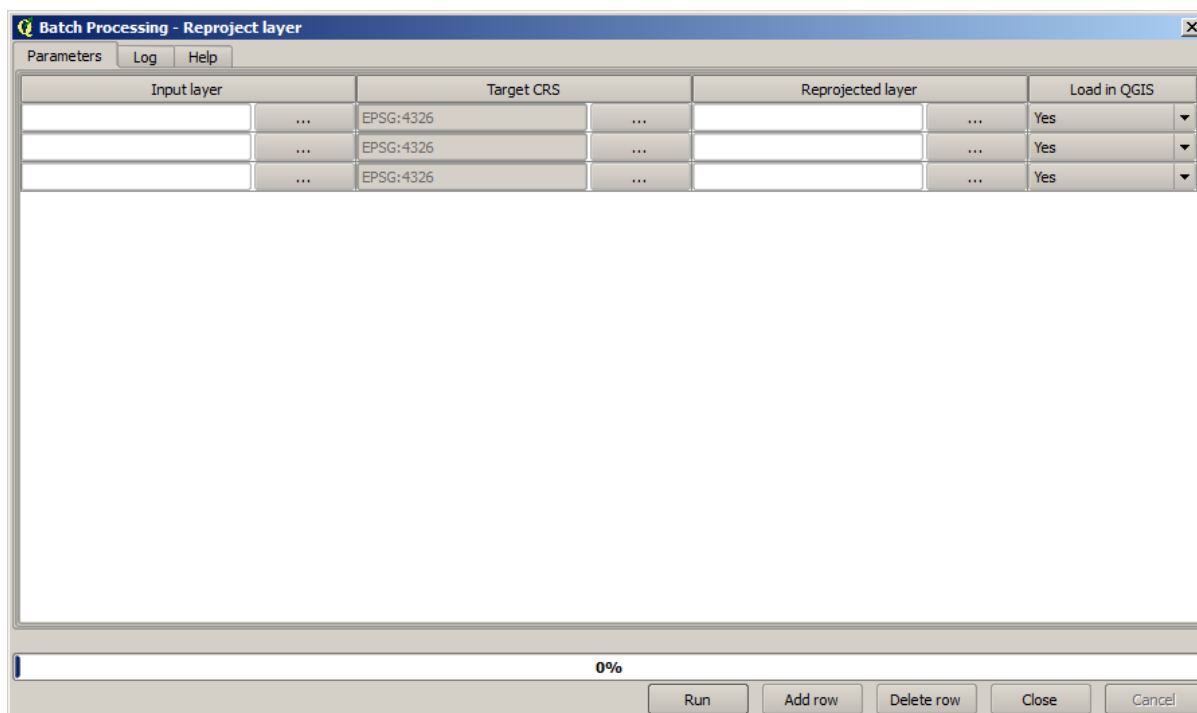 Batch Processing - Reproject layer
Parameters Log Help
Input layer Target CRS Reprojected layer Load in QGIS
... EPSG:4326 ... ... Yes
... EPSG:4326 ... ... Yes
... EPSG:4326 ... ... Yes
0%
Run Add row Delete row Close Cancel